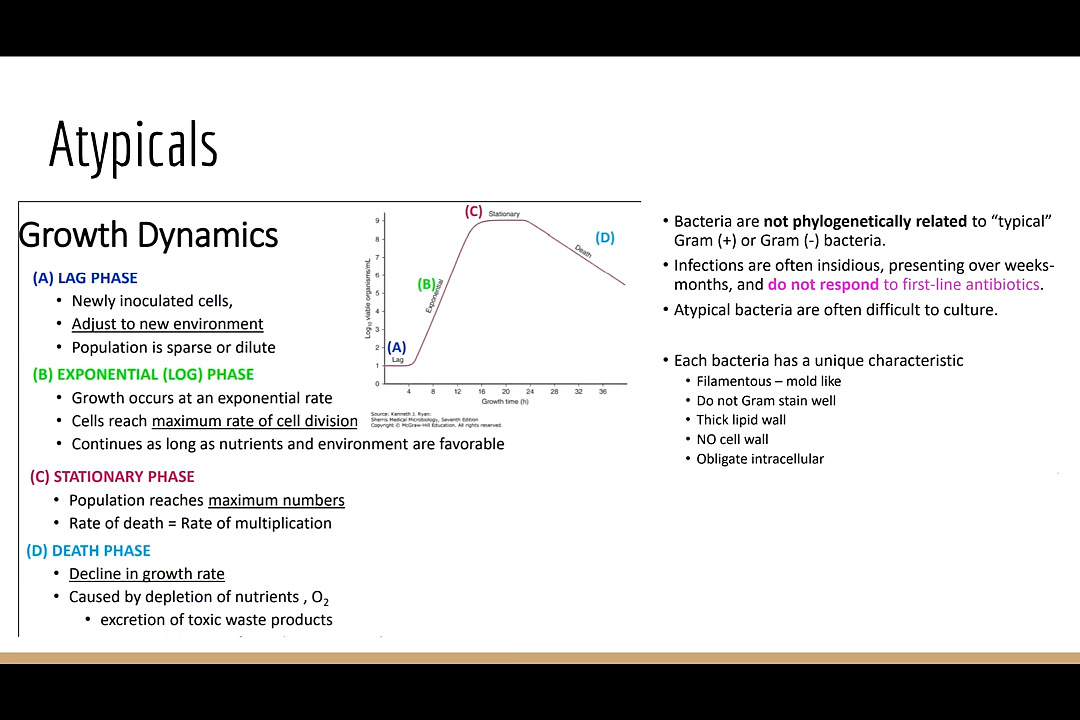 Atypicals
Growth Dynamics
(A) LAG PHASE
• Newly inoculated cells,
• Adjust to new environment
• Population is sparse or dilute
(B) EXPONENTIAL (LOG) PHASE
• Growth occurs at an exponential rate
• Cells reach maximum rate of cell division
• Continues as long as nutrients and environment are favorable
(C) STATIONARY PHASE
• Population reaches maximum numbers
• Rate of death = Rate of multiplication
(D) DEATH PHASE
• Decline in growth rate
• Caused by depletion of nutrients , O2
• excretion of toxic waste products
(C) Stationary
(D)
Death
(B)
Exponential
(A)
Lag
Log10 viable organisms/mL
9
8
7
6
5
4
3
2
1
0
4 8 12 16 20 24 28 32 36
Growth time (h)
Source: Kenneth J. Ryan:
Sherris Medical Microbiology, Seventh Edition
Copyright © McGraw-Hill Education. All rights reserved.
• Bacteria are not phylogenetically related to “typical”
Gram (+) or Gram (-) bacteria.
• Infections are often insidious, presenting over weeks-
months, and do not respond to first-line antibiotics.
• Atypical bacteria are often difficult to culture.
• Each bacteria has a unique characteristic
• Filamentous – mold like
• Do not Gram stain well
• Thick lipid wall
• NO cell wall
• Obligate intracellular